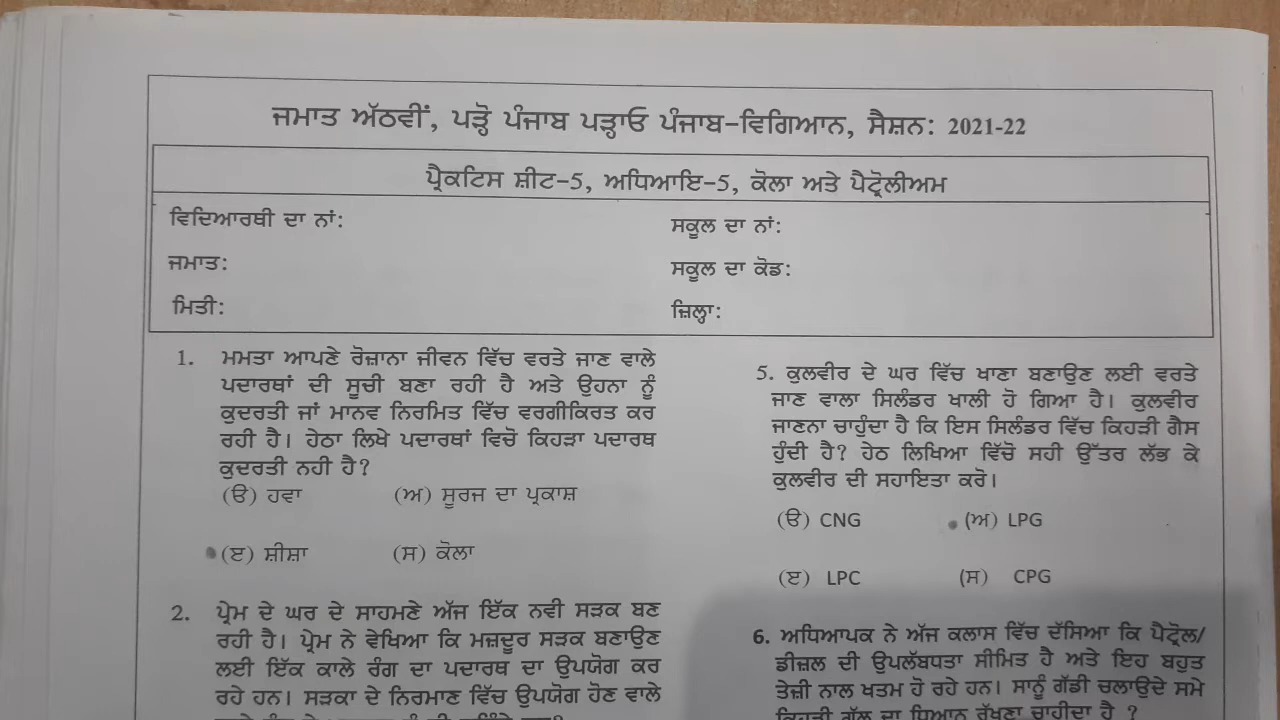 ਜਮਾਤ ਅੱਠਵੀਂ, ਪੜ੍ਹੋ ਪੰਜਾਬ ਪੜ੍ਹਾਓ ਪੰਜਾਬ-ਵਿਗਿਆਨ, ਸੈਸ਼ਨ: 2021-22
ਪ੍ਰੈਕਟਿਸ ਸ਼ੀਟ-5, ਅਧਿਆਇ-5, ਕੋਲਾ ਅਤੇ ਪੈਟ੍ਰੋਲੀਅਮ
ਵਿਦਿਆਰਥੀ ਦਾ ਨਾਂ:
ਸਕੂਲ ਦਾ ਨਾਂ:
ਜਮਾਤ:
ਸਕੂਲ ਦਾ ਕੋਡ:
ਮਿਤੀ:
ਜ਼ਿਲ੍ਹਾ:
1. ਮਮਤਾ ਆਪਣੇ ਰੋਜ਼ਾਨਾ ਜੀਵਨ ਵਿੱਚ ਵਰਤੇ ਜਾਣ ਵਾਲੇ
ਪਦਾਰਥਾਂ ਦੀ ਸੂਚੀ ਬਣਾ ਰਹੀ ਹੈ ਅਤੇ ਉਹਨਾ ਨੂੰ
ਕੁਦਰਤੀ ਜਾਂ ਮਾਨਵ ਨਿਰਮਿਤ ਵਿੱਚ ਵਰਗੀਕਿਰਤ ਕਰ
ਰਹੀ ਹੈ। ਹੇਠਾ ਲਿਖੇ ਪਦਾਰਥਾਂ ਵਿਚੋ ਕਿਹੜਾ ਪਦਾਰਥ
ਕੁਦਰਤੀ ਨਹੀ ਹੈ?
(ੳ) ਹਵਾ (ਅ) ਸੂਰਜ ਦਾ ਪ੍ਰਕਾਸ਼
(ੲ) ਸ਼ੀਸ਼ਾ (ਸ) ਕੋਲਾ
2. ਪ੍ਰੇਮ ਦੇ ਘਰ ਦੇ ਸਾਹਮਣੇ ਅੱਜ ਇੱਕ ਨਵੀ ਸੜਕ ਬਣ
ਰਹੀ ਹੈ। ਪ੍ਰੇਮ ਨੇ ਵੇਖਿਆ ਕਿ ਮਜ਼ਦੂਰ ਸੜਕ ਬਣਾਉਣ
ਲਈ ਇੱਕ ਕਾਲੇ ਰੰਗ ਦਾ ਪਦਾਰਥ ਦਾ ਉਪਯੋਗ ਕਰ
ਰਹੇ ਹਨ। ਸੜਕਾ ਦੇ ਨਿਰਮਾਣ ਵਿੱਚ ਉਪਯੋਗ ਹੋਣ ਵਾਲੇ
5. ਕੁਲਵੀਰ ਦੇ ਘਰ ਵਿੱਚ ਖਾਣਾ ਬਣਾਉਣ ਲਈ ਵਰਤੇ
ਜਾਣ ਵਾਲਾ ਸਿਲੰਡਰ ਖਾਲੀ ਹੋ ਗਿਆ ਹੈ। ਕੁਲਵੀਰ
ਜਾਣਨਾ ਚਾਹੁੰਦਾ ਹੈ ਕਿ ਇਸ ਸਿਲੰਡਰ ਵਿੱਚ ਕਿਹੜੀ ਗੈਸ
ਹੁੰਦੀ ਹੈ? ਹੇਠ ਲਿਖਿਆ ਵਿੱਚੋ ਸਹੀ ਉੱਤਰ ਲੱਭ ਕੇ
ਕੁਲਵੀਰ ਦੀ ਸਹਾਇਤਾ ਕਰੋ।
(ੳ) CNG (ਅ) LPG
(ੲ) LPC (ਸ) CPG
6. ਅਧਿਆਪਕ ਨੇ ਅੱਜ ਕਲਾਸ ਵਿੱਚ ਦੱਸਿਆ ਕਿ ਪੈਟ੍ਰੋਲ/
ਡੀਜ਼ਲ ਦੀ ਉਪਲੱਬਧਤਾ ਸੀਮਿਤ ਹੈ ਅਤੇ ਇਹ ਬਹੁਤ
ਤੇਜ਼ੀ ਨਾਲ ਖਤਮ ਹੋ ਰਹੇ ਹਨ। ਸਾਨੂੰ ਗੱਡੀ ਚਲਾਉਂਦੇ ਸਮੇ
ਕਿਹੜੀ ਗੱਲ ਦਾ ਧਿਆਨ ਰੱਖਣਾ ਚਾਹੀਦਾ ਹੈ ?